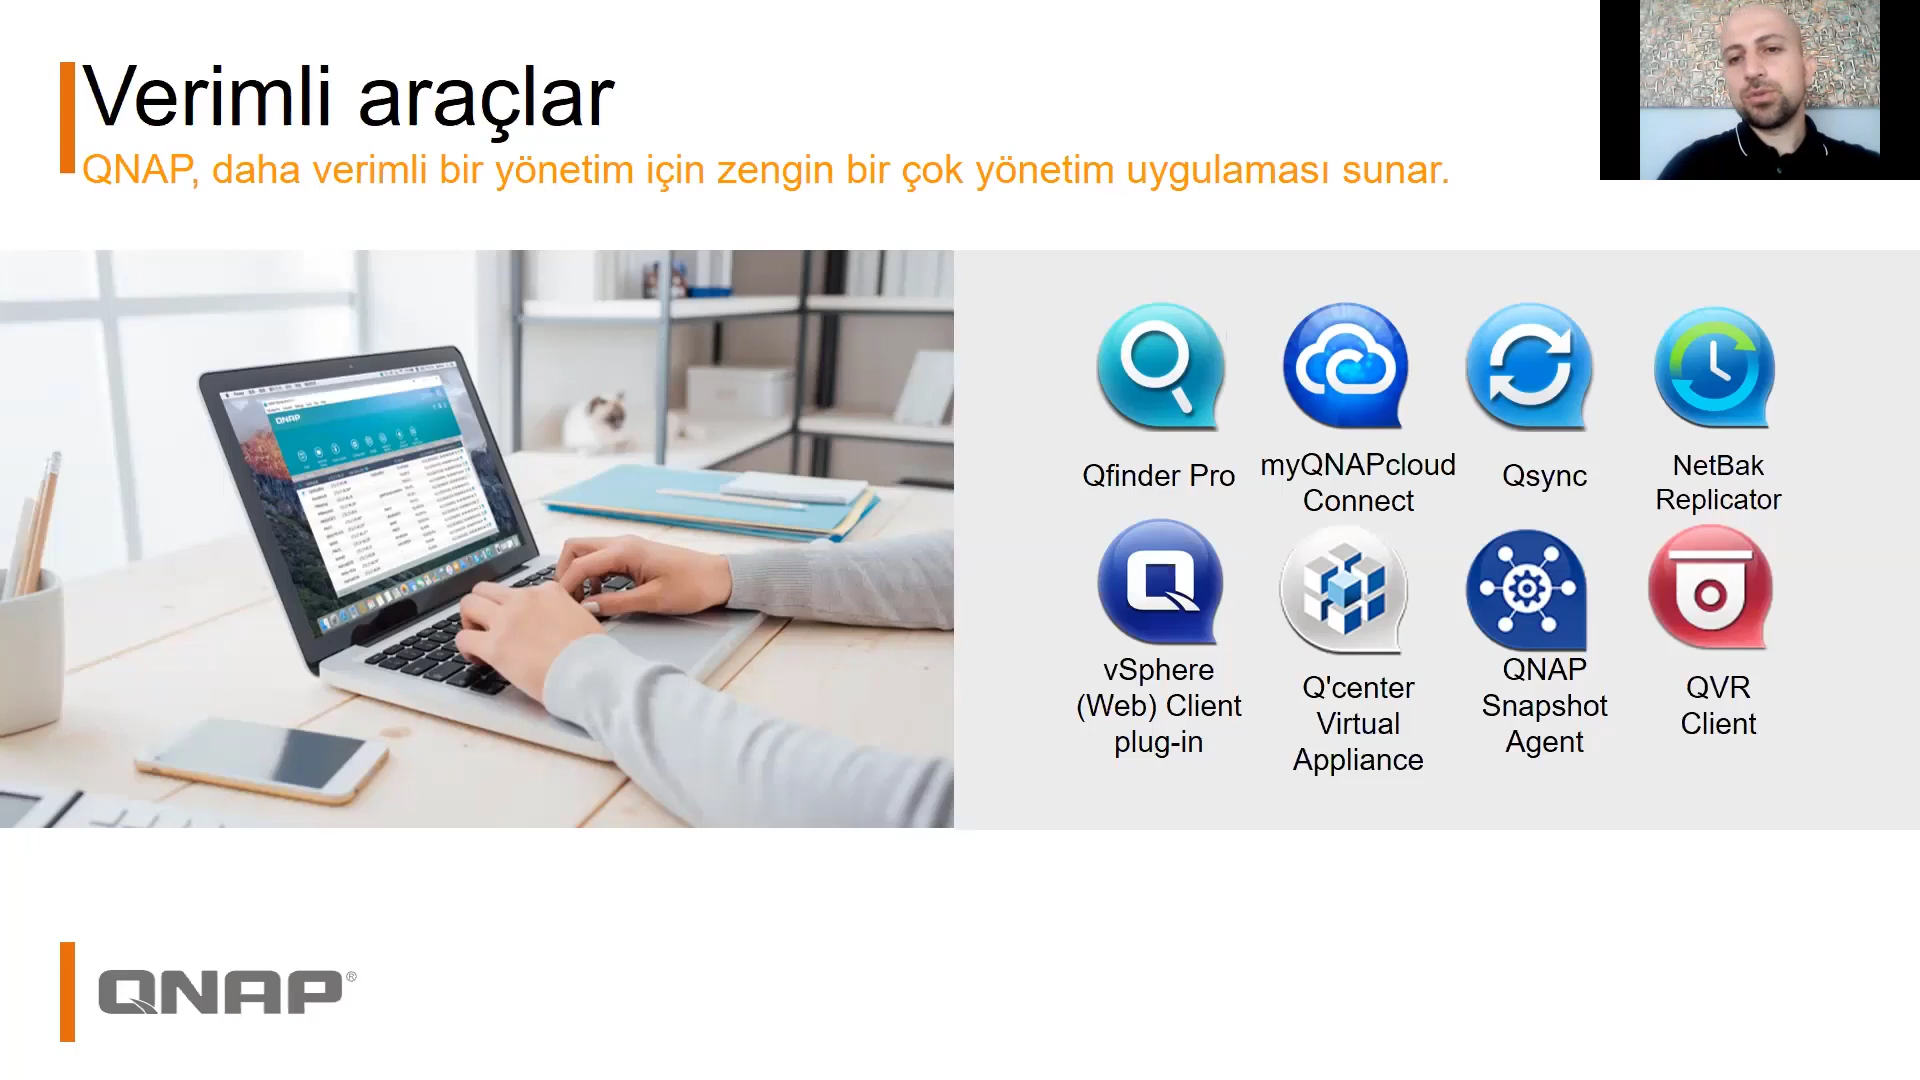 Verimli araçlar
QNAP, daha verimli bir yönetim için zengin bir çok yönetim uygulaması sunar.
QNAP
Qfinder Pro
myQNAPcloud
Connect
Qsync
NetBak
Replicator
vSphere
(Web) Client
plug-in
Q'center
Virtual
Appliance
QNAP
Snapshot
Agent
QVR
Client
QNAP®